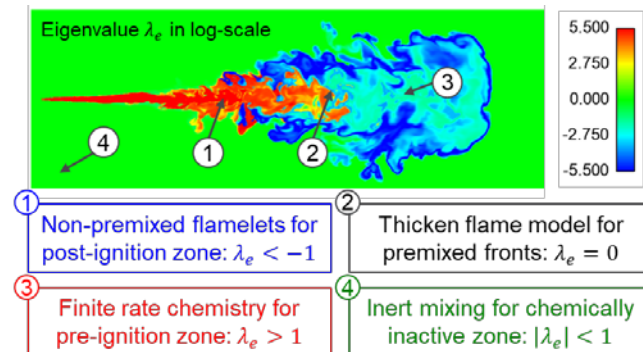 Eigenvalue λₑ in log-scale
5.500
2.750
0.000
-2.750
-5.500
1
2
3
4
1
Non-premixed flamelets for
post-ignition zone: λₑ < −1
2
Thicken flame model for
premixed fronts: λₑ = 0
3
Finite rate chemistry for
pre-ignition zone: λₑ > 1
4
Inert mixing for chemically
inactive zone: |λₑ| < 1